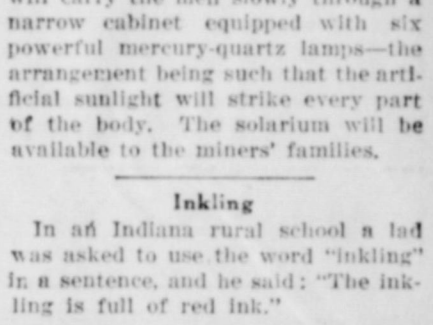 will carry the men slowly through a
narrow cabinet equipped with six
powerful mercury-quartz lamps—the
arrangement being such that the arti-
ficial sunlight will strike every part
of the body. The solarium will be
available to the miners' families.
Inkling
In an Indiana rural school a lad
was asked to use the word "inkling"
in a sentence, and he said: "The ink-
ling is full of red ink."